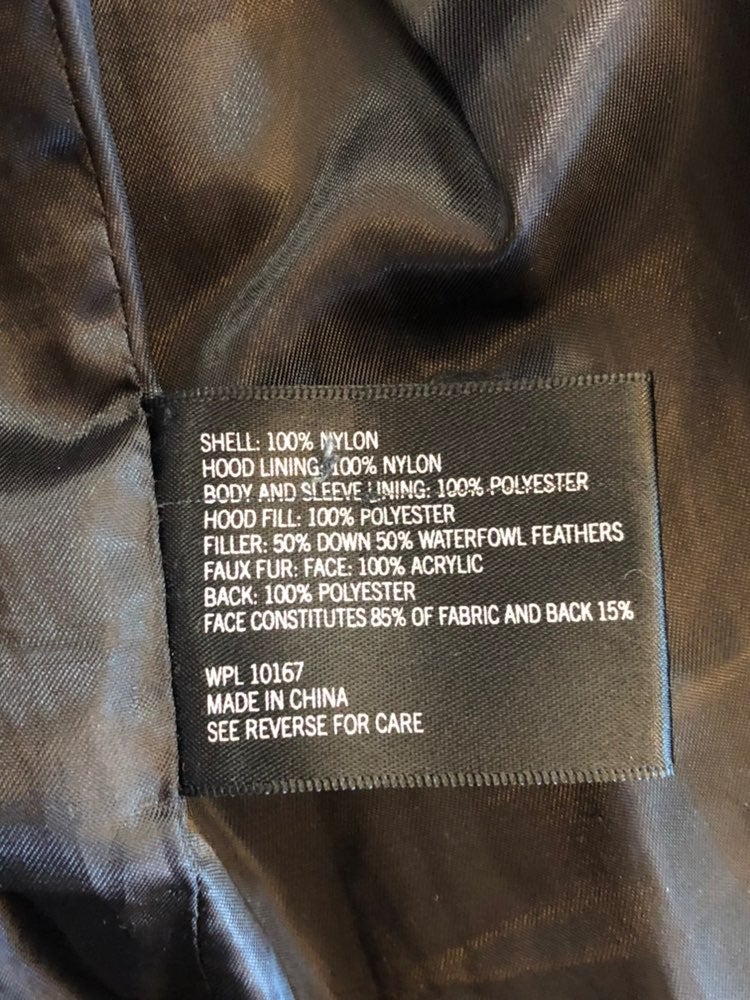 SHELL: 100% NYLON
HOOD LINING: 100% NYLON
BODY AND SLEEVE LINING: 100% POLYESTER
HOOD FILL: 100% POLYESTER
FILLER: 50% DOWN 50% WATERFOWL FEATHERS
FAUX FUR: FACE: 100% ACRYLIC
BACK: 100% POLYESTER
FACE CONSTITUTES 85% OF FABRIC AND BACK 15%
WPL 10167
MADE IN CHINA
SEE REVERSE FOR CARE